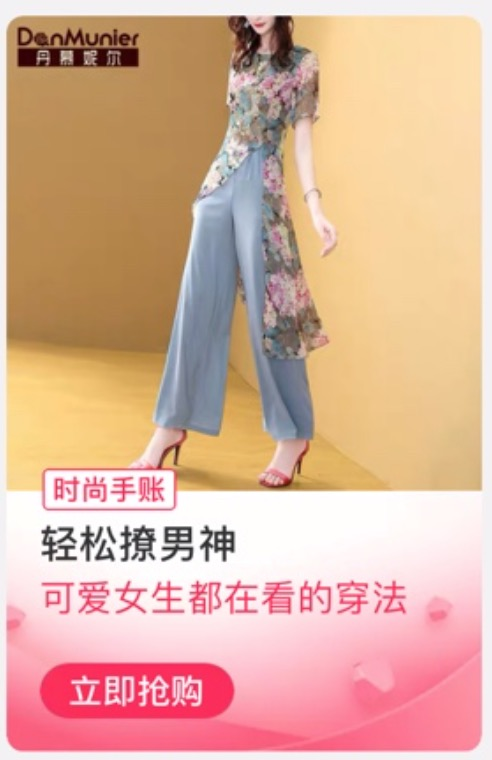 DanMunier
丹慕妮尔
时尚手账
轻松撩男神
可爱女生都在看的穿法
立即抢购